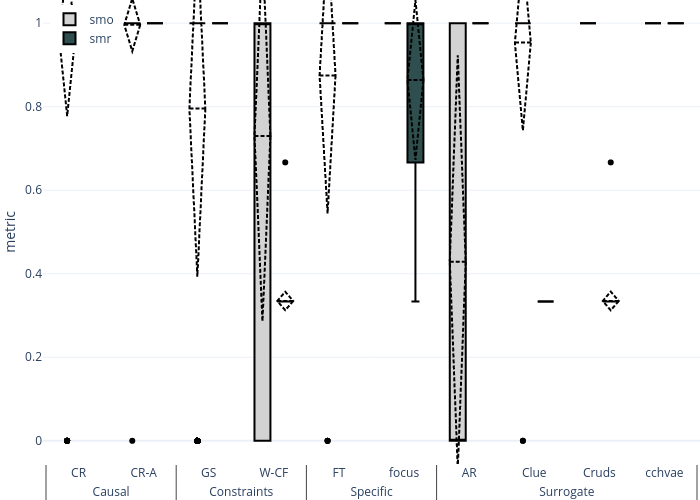 1
smo
smr
0.8
0.6
metric
0.4
0.2
0
CR CR-A GS W-CF FT focus AR Clue Cruds cchvae
Causal Constraints Specific Surrogate